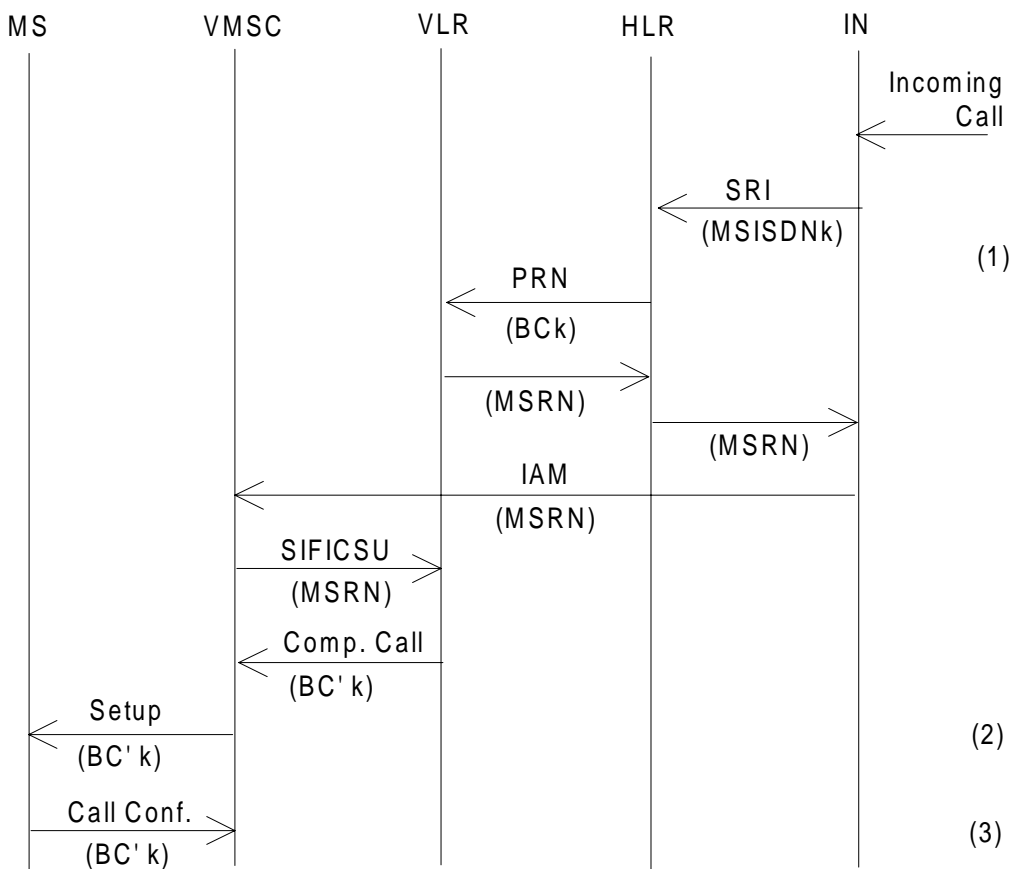 MS VMSC VLR HLR IN
Incoming
Call
SRI
(MSISDNk)
(1)
PRN
(BCk)
(MSRN)
(MSRN)
IAM
(MSRN)
SIFICSU
(MSRN)
Comp. Call
(BC'k)
Setup
(BC'k)
(2)
Call Conf.
(BC'k)
(3)